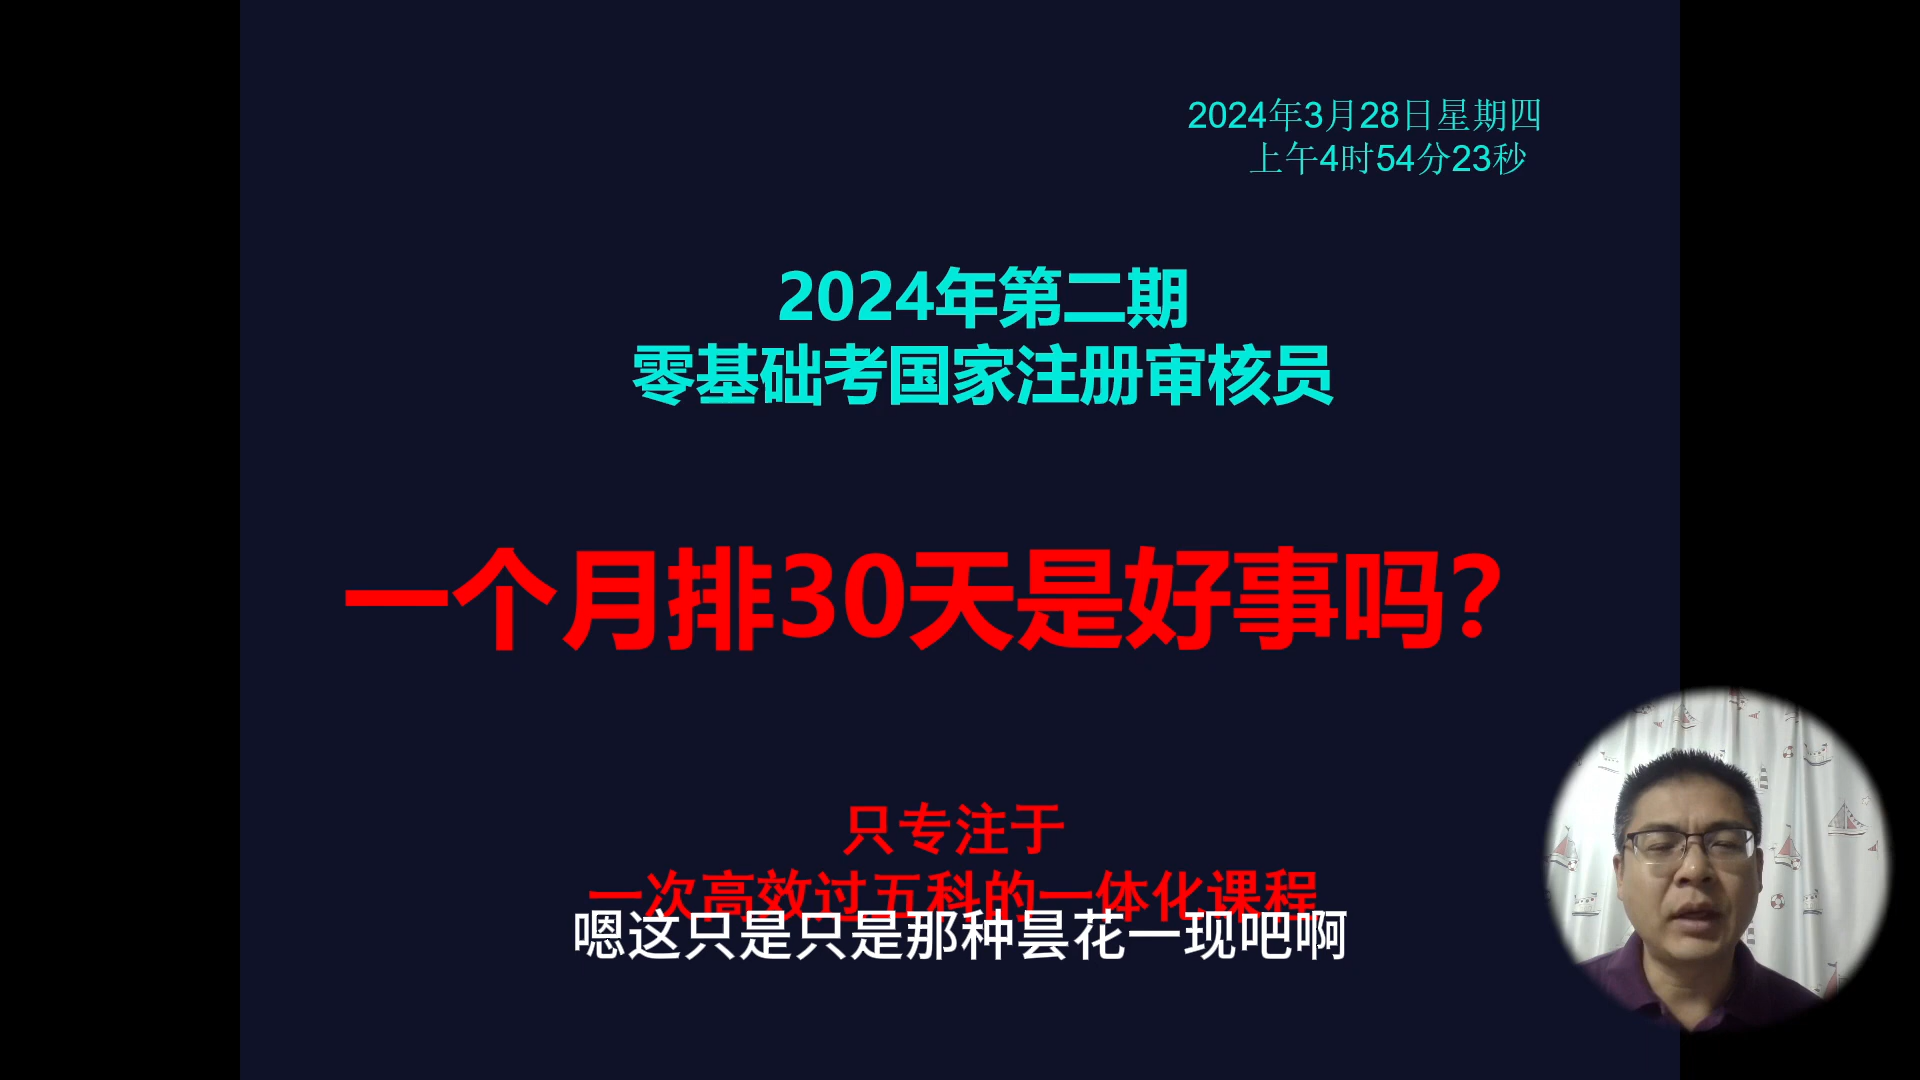 2024年3月28日星期四
上午4时54分23秒
2024年第二期
零基础考国家注册审核员
一个月排30天是好事吗?
只专注于
一次高效过五科的一体化课程
嗯这只是只是那种昙花一现吧啊